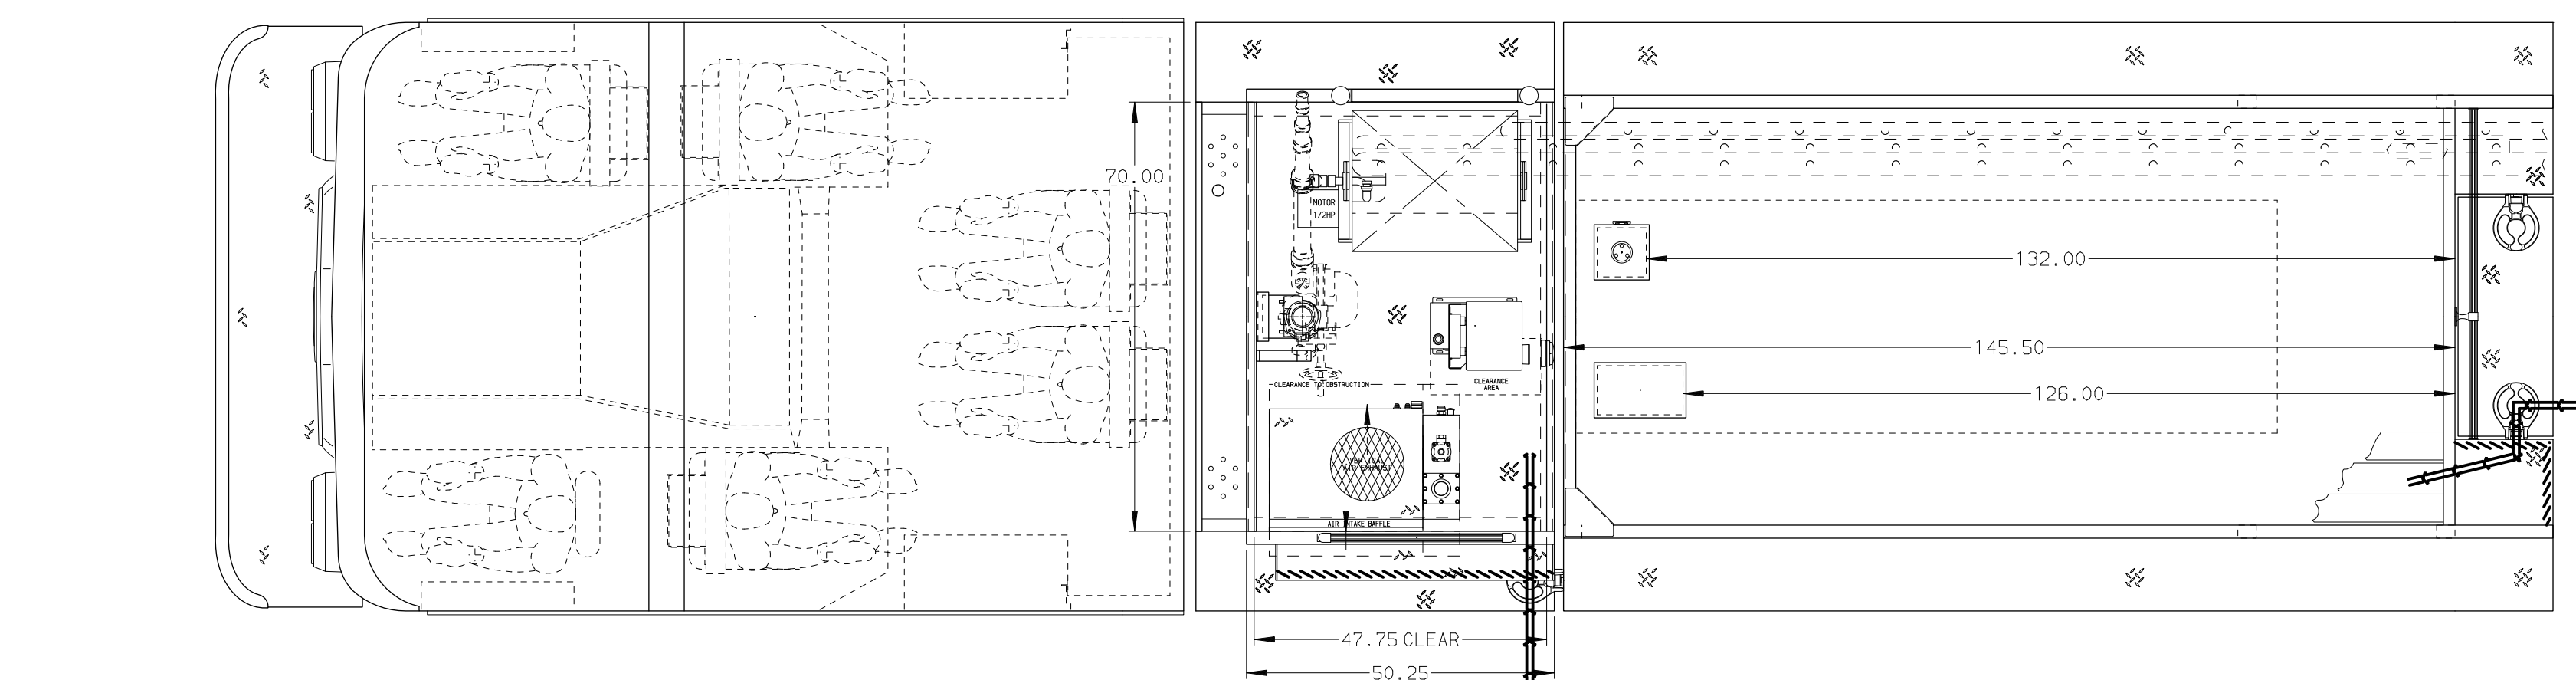 70.00
MOTOR
1/2HP
132.00
145.50
CLEARANCE TO OBSTRUCTION
CLEARANCE
AREA
126.00
VERTICAL
AIR EXHAUST
AIR INTAKE BAFFLE
47.75 CLEAR
50.25